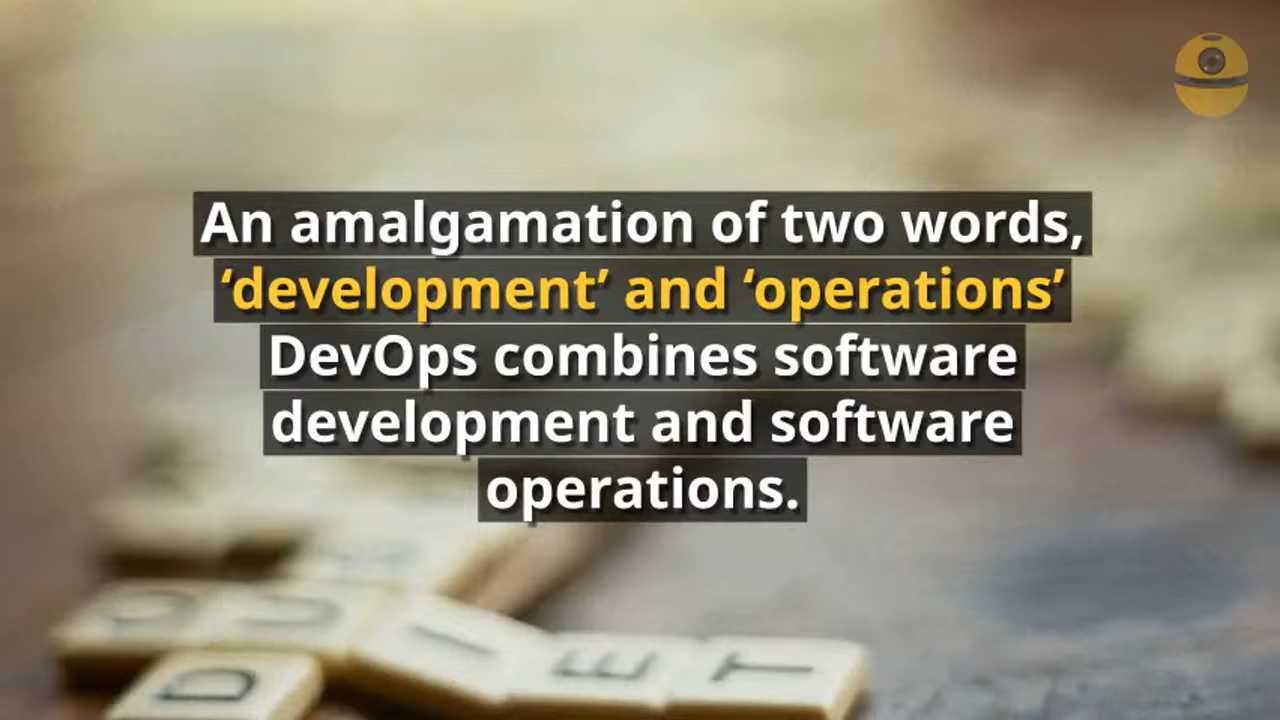 An amalgamation of two words,
‘development’ and ‘operations’
DevOps combines software
development and software
operations.
Q U I E T
D